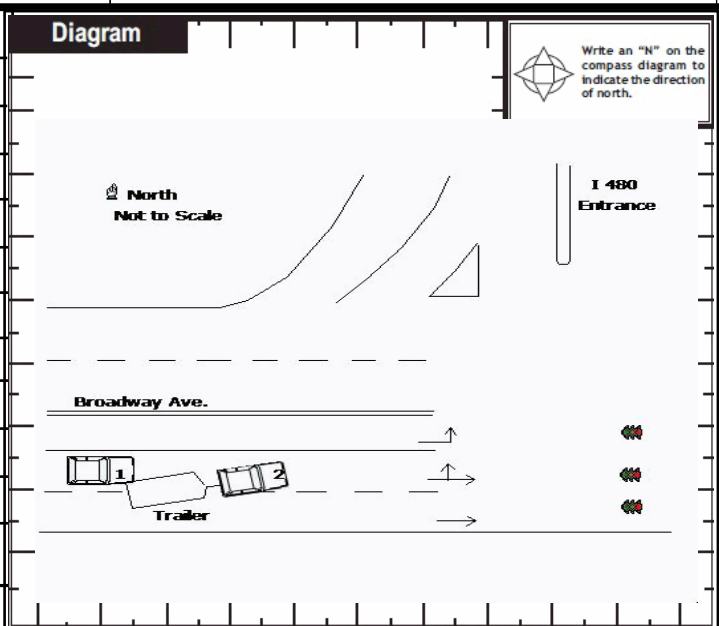 Diagram
Write an “N” on the
compass diagram to
indicate the direction
of north.
North
Not to Scale
I 480
Entrance
Broadway Ave.
1
2
Trailer